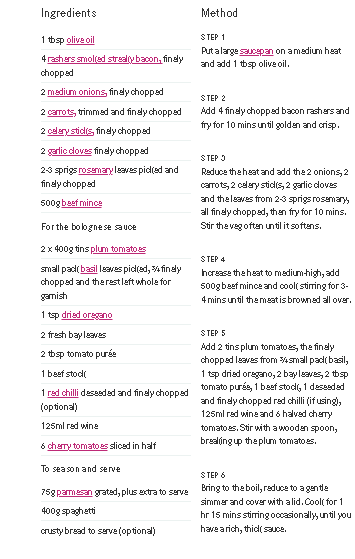 Ingredients
1 tbsp olive oil
4 rashers smoked streaky bacon, finely
chopped
2 medium onions, finely chopped
2 carrots, trimmed and finely chopped
2 celery sticks, finely chopped
2 garlic cloves finely chopped
2-3 sprigs rosemary leaves picked and
finely chopped
500g beef mince
For the bolognese sauce
2 x 400g tins plum tomatoes
small pack basil leaves picked, ¾ finely
chopped and the rest left whole for
garnish
1 tsp dried oregano
2 fresh bay leaves
2 tbsp tomato purée
1 beef stock
1 red chilli deseeded and finely chopped
(optional)
125ml red wine
6 cherry tomatoes sliced in half
To season and serve
75g parmesan grated, plus extra to serve
400g spaghetti
crusty bread to serve (optional)
Method
STEP 1
Put a large saucepan on a medium heat
and add 1 tbsp olive oil.
STEP 2
Add 4 finely chopped bacon rashers and
fry for 10 mins until golden and crisp.
STEP 3
Reduce the heat and add the 2 onions, 2
carrots, 2 celery sticks, 2 garlic cloves
and the leaves from 2-3 sprigs rosemary,
all finely chopped, then fry for 10 mins.
Stir the veg often until it softens.
STEP 4
Increase the heat to medium-high, add
500g beef mince and cook stirring for 3-
4 mins until the meat is browned all over.
STEP 5
Add 2 tins plum tomatoes, the finely
chopped leaves from ¾ small pack basil,
1 tsp dried oregano, 2 bay leaves, 2 tbsp
tomato purée, 1 beef stock, 1 deseeded
and finely chopped red chilli (if using),
125ml red wine and 6 halved cherry
tomatoes. Stir with a wooden spoon,
breaking up the plum tomatoes.
STEP 6
Bring to the boil, reduce to a gentle
simmer and cover with a lid. Cook for 1
hr 15 mins stirring occasionally, until you
have a rich, thick sauce.